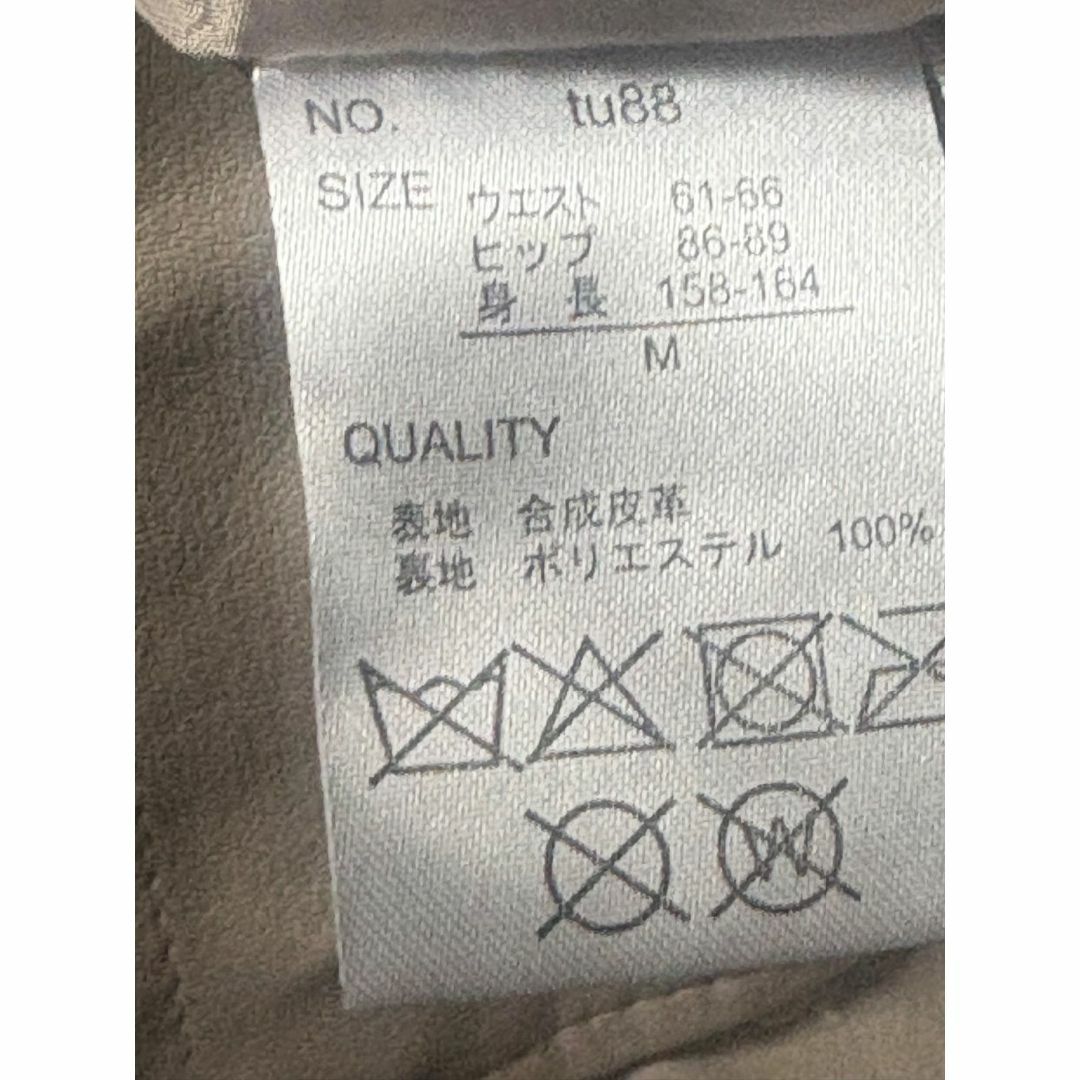 NO. tu88
SIZE ウエスト 61-66
ヒップ 86-89
身 長 158-164
M
QUALITY
表地 合成皮革
裏地 ポリエステル 100%
W